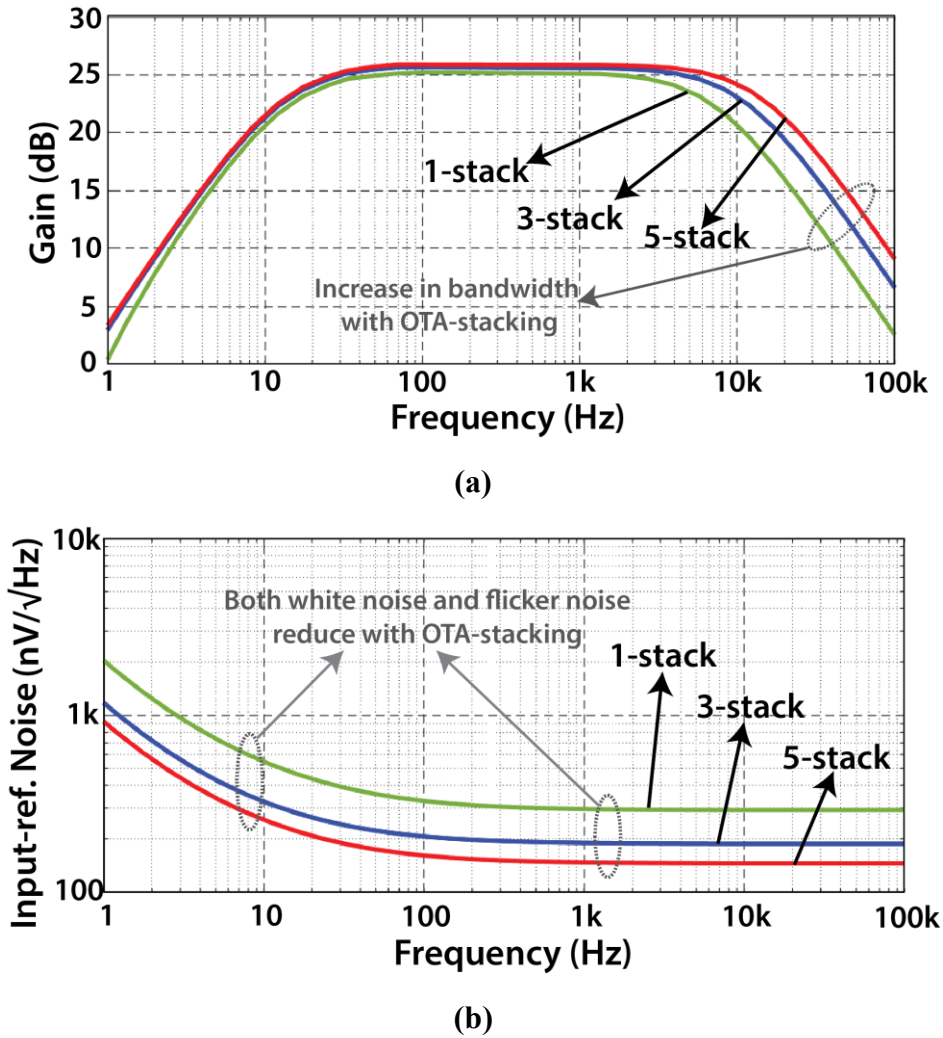 30
25
20
15
10
5
0
Gain (dB)
1-stack
3-stack
5-stack
Increase in bandwidth
with OTA-stacking
1 10 100 1k 10k 100k
Frequency (Hz)
(a)
10k
1k
100
Input-ref. Noise (nV/√Hz)
Both white noise and flicker noise
reduce with OTA-stacking
1-stack
3-stack
5-stack
1 10 100 1k 10k 100k
Frequency (Hz)
(b)